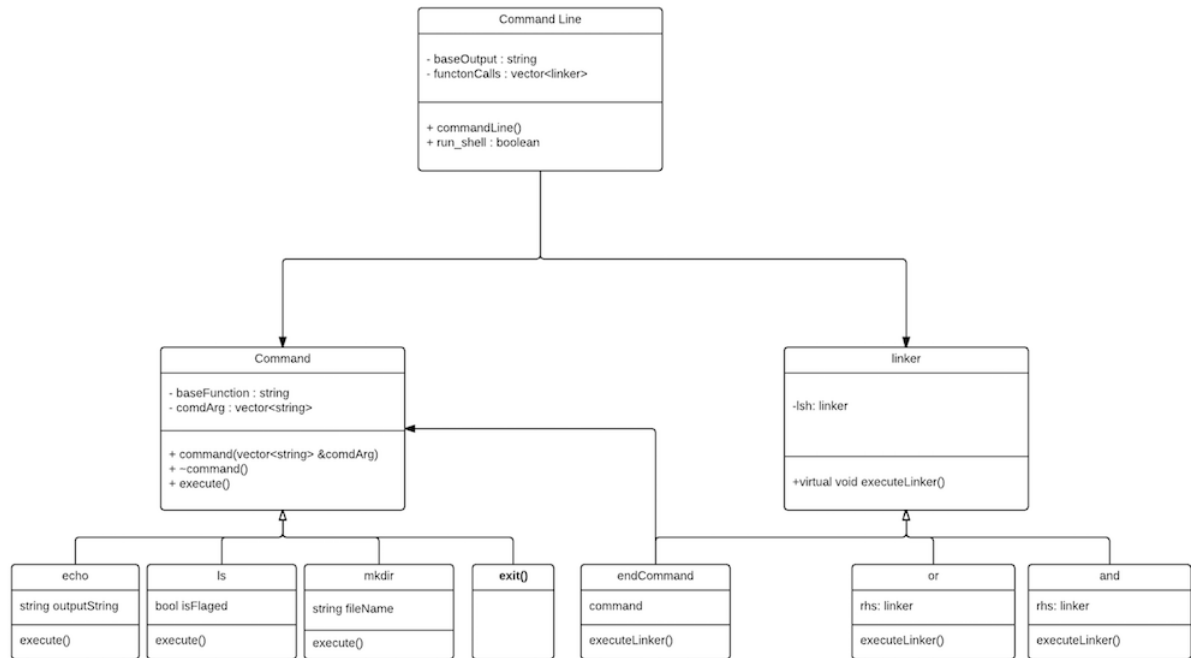 Command Line
- baseOutput : string
- functonCalls : vector<linker>
+ commandLine()
+ run_shell : boolean
Command
- baseFunction : string
- comdArg : vector<string>
+ command(vector<string> &comdArg)
+ ~command()
+ execute()
linker
-lsh: linker
+virtual void executeLinker()
echo
string outputString
execute()
ls
bool isFlaged
execute()
mkdir
string fileName
execute()
exit()
endCommand
command
executeLinker()
or
rhs: linker
executeLinker()
and
rhs: linker
executeLinker()